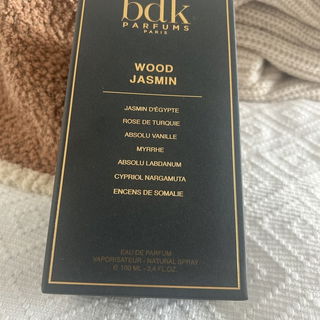 bdk
PARFUMS
PARIS
WOOD
JASMIN
JASMIN D'ÉGYPTE
ROSE DE TURQUIE
ABSOLU VANILLE
MYRRHE
ABSOLU LABDANUM
CYPRIOL NARGAMUTA
ENCENS DE SOMALIE
EAU DE PARFUM
VAPORISATEUR - NATURAL SPRAY
℮ 100 ML - 3,4 FL.OZ.